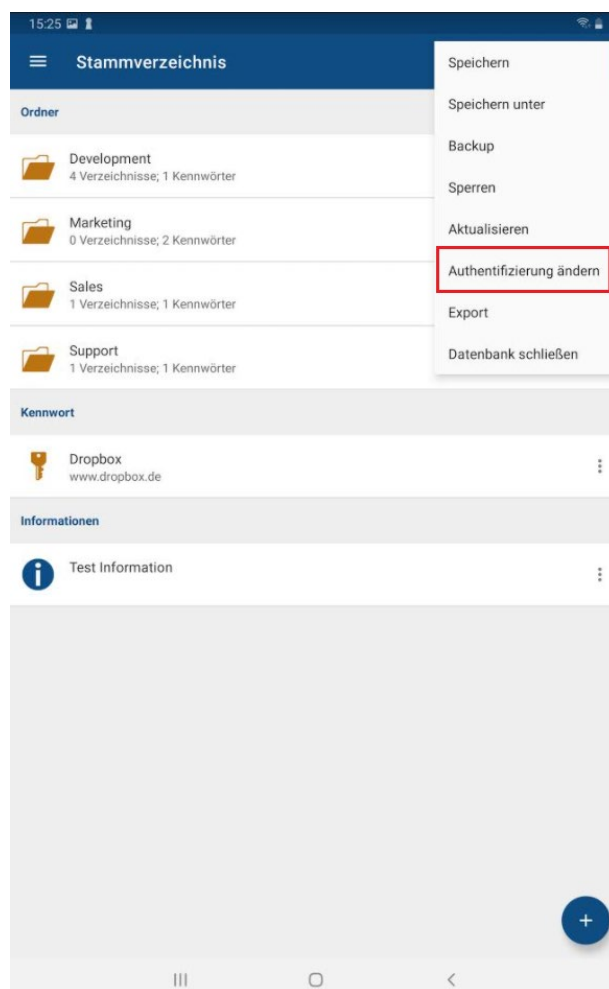 15:25
Stammverzeichnis
Speichern
Speichern unter
Backup
Sperren
Aktualisieren
Authentifizierung ändern
Export
Datenbank schließen
Ordner
Development
4 Verzeichnisse; 1 Kennwörter
Marketing
0 Verzeichnisse; 2 Kennwörter
Sales
1 Verzeichnisse; 1 Kennwörter
Support
1 Verzeichnisse; 1 Kennwörter
Kennwort
Dropbox
www.dropbox.de
Informationen
Test Information